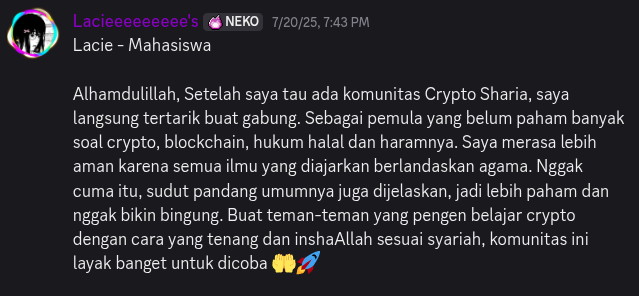 Lacieeeeeeeee's NEKO 7/20/25, 7:43 PM
Lacie - Mahasiswa
Alhamdulillah, Setelah saya tau ada komunitas Crypto Sharia, saya
langsung tertarik buat gabung. Sebagai pemula yang belum paham banyak
soal crypto, blockchain, hukum halal dan haramnya. Saya merasa lebih
aman karena semua ilmu yang diajarkan berlandaskan agama. Nggak
cuma itu, sudut pandang umumnya juga dijelaskan, jadi lebih paham dan
nggak bikin bingung. Buat teman-teman yang pengen belajar crypto
dengan cara yang tenang dan inshaAllah sesuai syariah, komunitas ini
layak banget untuk dicoba 🤲🚀